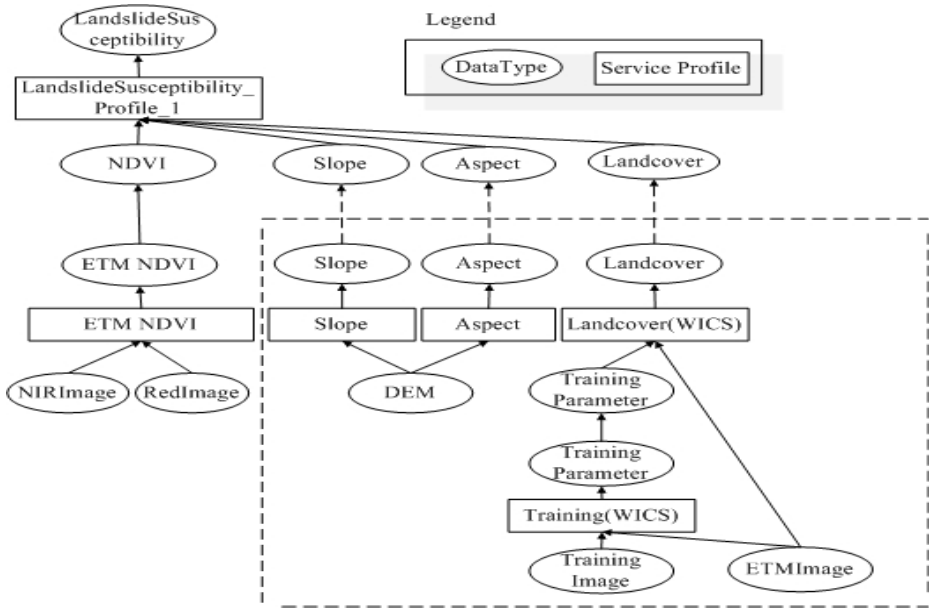 LandslideSus
ceptibility
Legend
DataType
Service Profile
LandslideSusceptibility_
Profile_1
NDVI
Slope
Aspect
Landcover
ETM NDVI
Slope
Aspect
Landcover
ETM NDVI
Slope
Aspect
Landcover(WICS)
NIRImage
RedImage
DEM
Training
Parameter
Training
Parameter
Training(WICS)
Training
Image
ETMImage